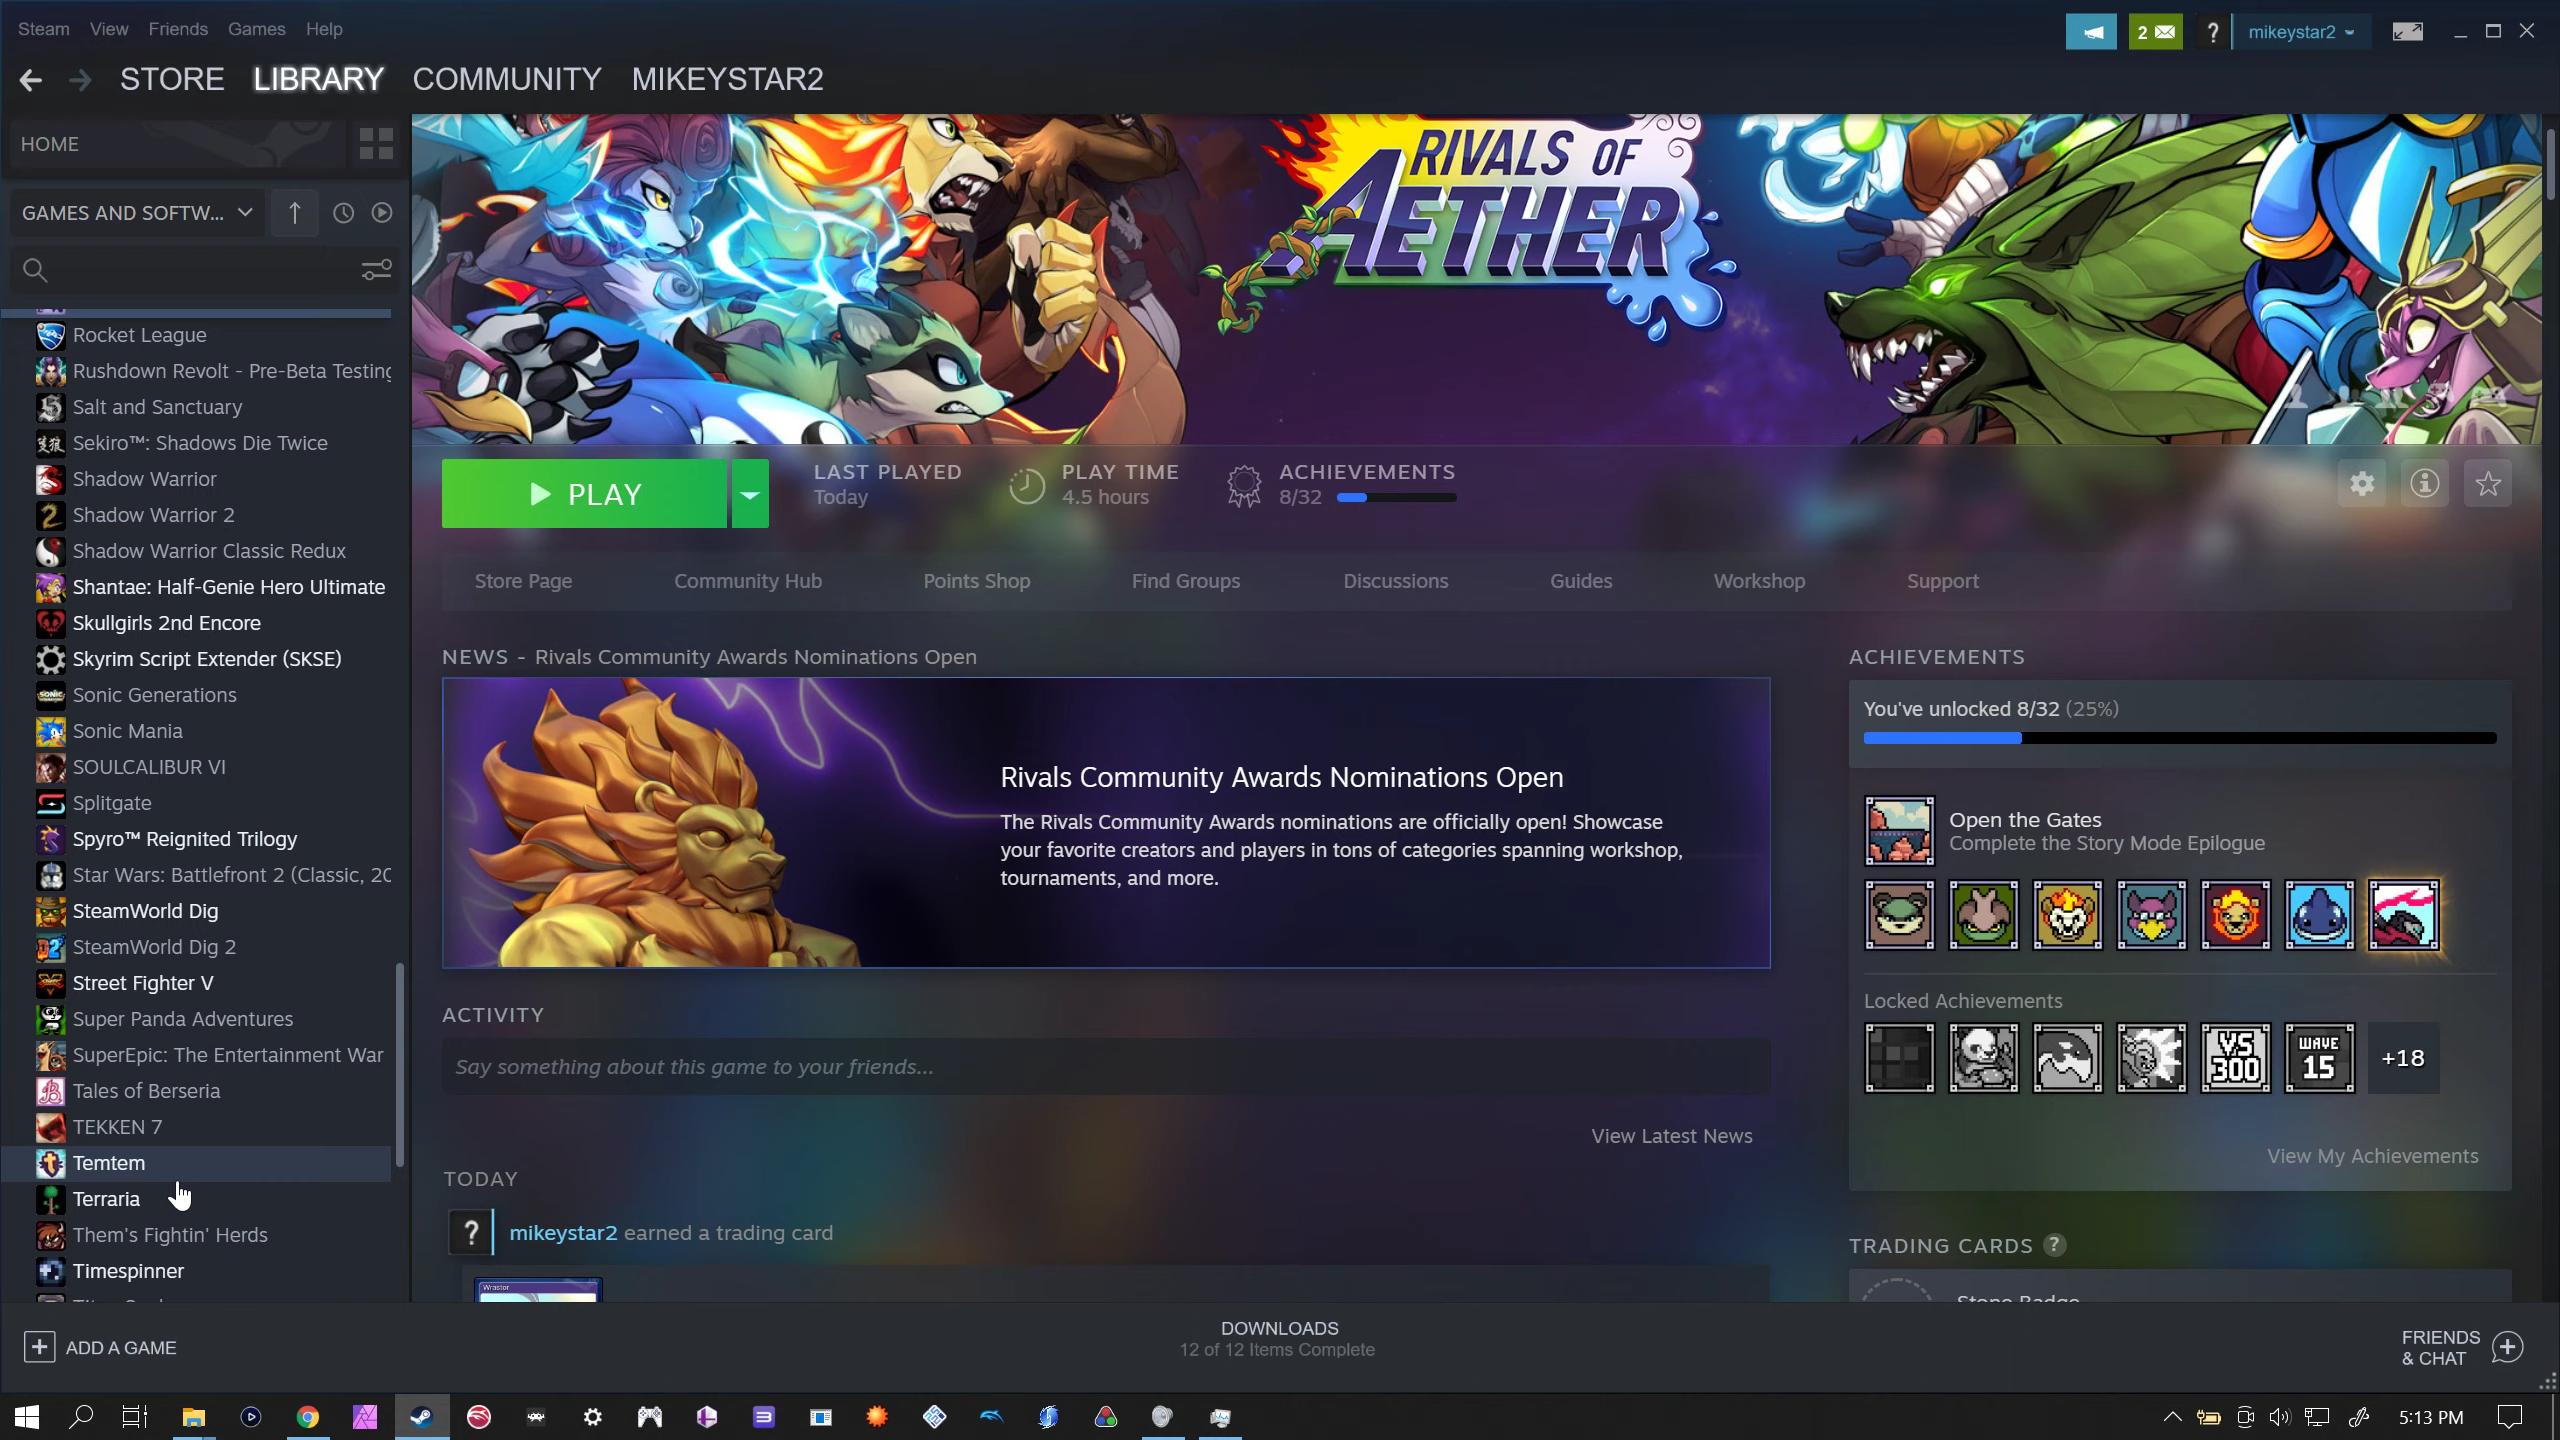 Steam View Friends Games Help
2
?
mikeystar2
STORE LIBRARY COMMUNITY MIKEYSTAR2
HOME
GAMES AND SOFTW...
RIVALS OF
AETHER
Rocket League
Rushdown Revolt - Pre-Beta Testing
Salt and Sanctuary
Sekiro™: Shadows Die Twice
Shadow Warrior
Shadow Warrior 2
Shadow Warrior Classic Redux
Shantae: Half-Genie Hero Ultimate
Skullgirls 2nd Encore
Skyrim Script Extender (SKSE)
Sonic Generations
Sonic Mania
SOULCALIBUR VI
Splitgate
Spyro™ Reignited Trilogy
Star Wars: Battlefront 2 (Classic, 20
SteamWorld Dig
SteamWorld Dig 2
Street Fighter V
Super Panda Adventures
SuperEpic: The Entertainment War
Tales of Berseria
TEKKEN 7
Temtem
Terraria
Them's Fightin' Herds
Timespinner
PLAY
LAST PLAYED
Today
PLAY TIME
4.5 hours
ACHIEVEMENTS
8/32
Store Page Community Hub Points Shop Find Groups Discussions Guides Workshop Support
NEWS - Rivals Community Awards Nominations Open
Rivals Community Awards Nominations Open
The Rivals Community Awards nominations are officially open! Showcase
your favorite creators and players in tons of categories spanning workshop,
tournaments, and more.
ACTIVITY
Say something about this game to your friends...
View Latest News
TODAY
? mikeystar2 earned a trading card
Wrastor
ACHIEVEMENTS
You've unlocked 8/32 (25%)
Open the Gates
Complete the Story Mode Epilogue
Locked Achievements
VS
300
WAVE
15
+18
View My Achievements
TRADING CARDS ?
Stone Badge
ADD A GAME
DOWNLOADS
12 of 12 Items Complete
FRIENDS
& CHAT
5:13 PM